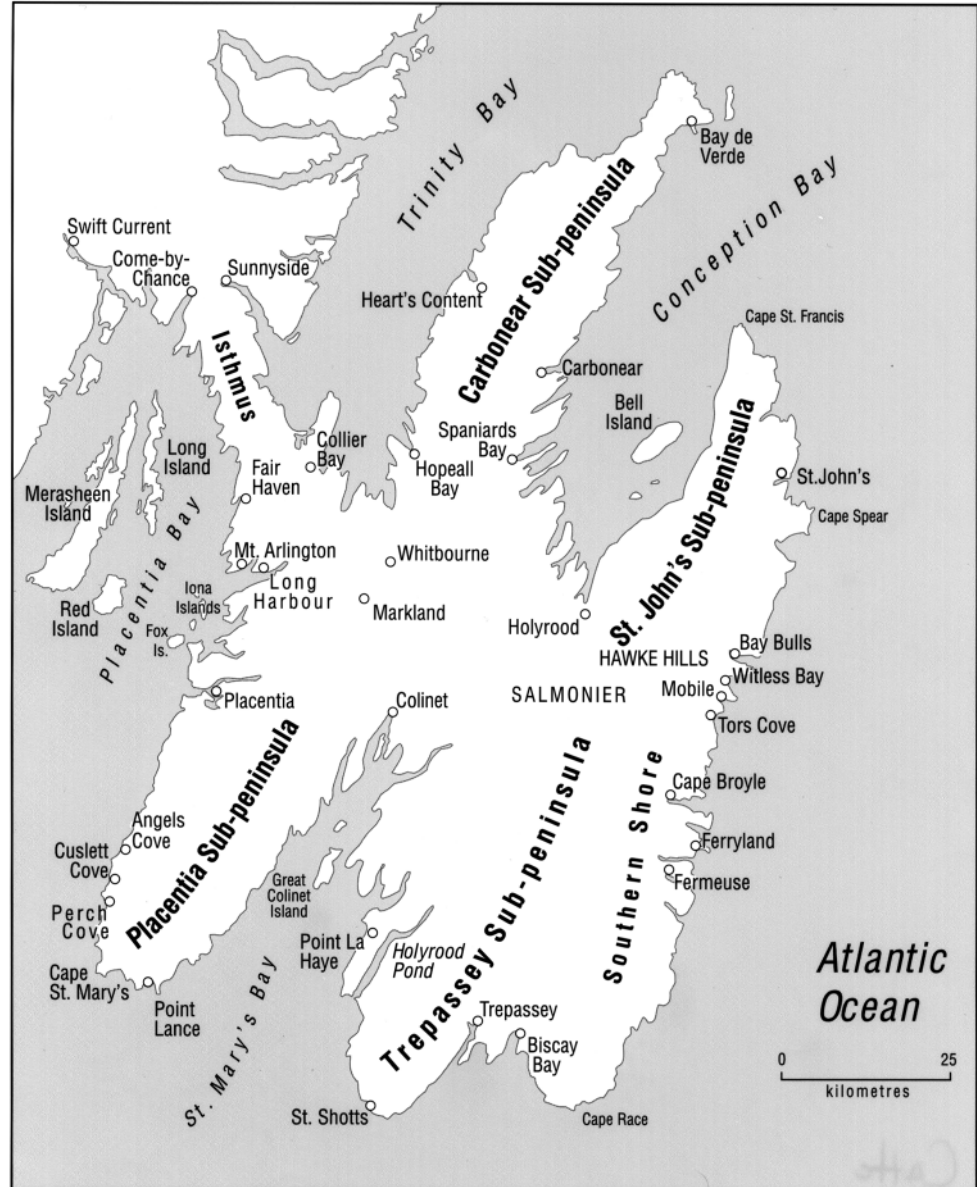 Trinity Bay
Bay de
Verde
Conception Bay
Swift Current
Come-by-
Chance
Sunnyside
Heart's Content
Carbonear Sub-peninsula
Cape St. Francis
Isthmus
Carbonear
Bell
Island
Long
Island
Collier
Bay
Spaniards
Bay
Hopeall
Bay
St. John's Sub-peninsula
St.John's
Cape Spear
Merasheen
Island
Fair
Haven
Placentia Bay
Mt. Arlington
Long
Harbour
Whitbourne
Iona
Islands
Markland
Red
Island
Fox
Is.
Holyrood
HAWKE HILLS
Bay Bulls
Witless Bay
Mobile
Tors Cove
Placentia
Colinet
SALMONIER
Placentia Sub-peninsula
Trepassey Sub-peninsula
Southern Shore
Cape Broyle
Angels
Cove
Cuslett
Cove
Perch
Cove
Ferryland
Fermeuse
Great
Colinet
Island
Point La
Haye
Holyrood
Pond
Cape
St. Mary's
Point
Lance
St. Mary's Bay
Trepassey
Biscay
Bay
Atlantic
Ocean
0 25
kilometres
St. Shotts
Cape Race